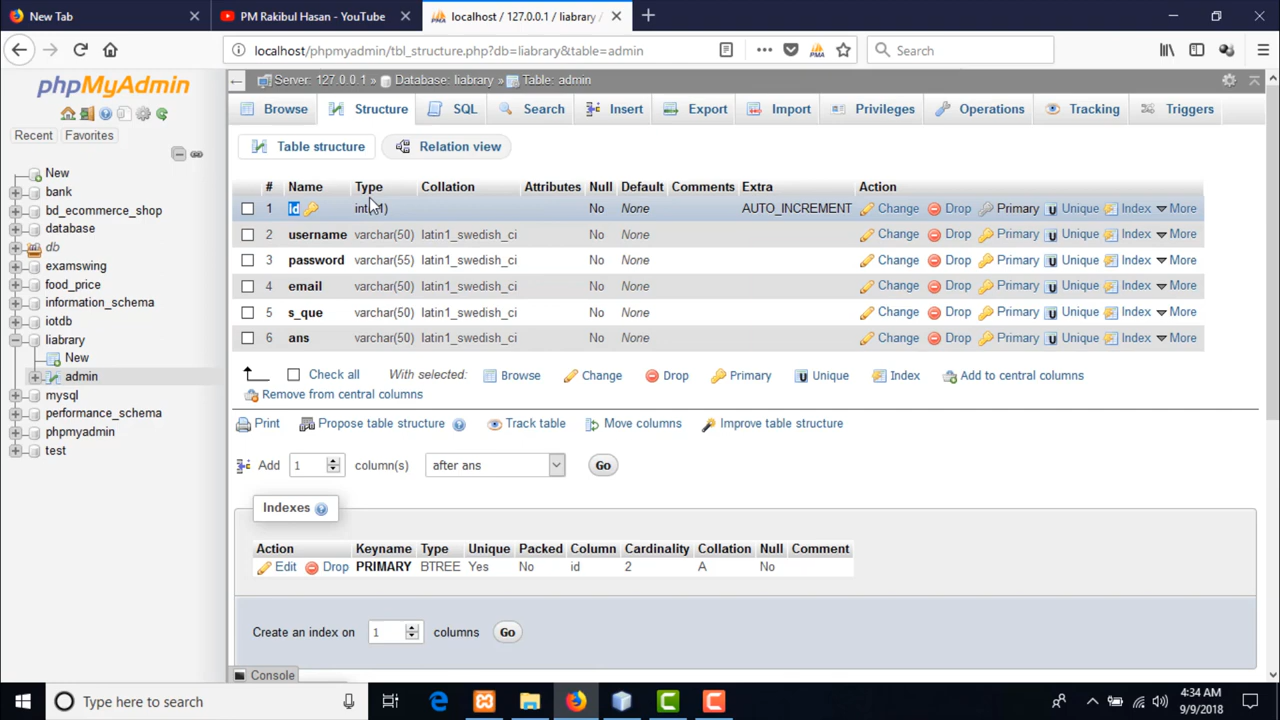 New Tab
PM Rakibul Hasan - YouTube
localhost / 127.0.0.1 / liabrary /
localhost/phpmyadmin/tbl_structure.php?db=liabrary&table=admin
Search
phpMyAdmin
Recent Favorites
New
bank
bd_ecommerce_shop
database
db
examswing
food_price
information_schema
iotdb
liabrary
New
admin
mysql
performance_schema
phpmyadmin
test
Server: 127.0.0.1 » Database: liabrary » Table: admin
Browse Structure SQL Search Insert Export Import Privileges Operations Tracking Triggers
Table structure Relation view
# Name Type Collation Attributes Null Default Comments Extra Action
1 id No None AUTO_INCREMENT Change Drop Primary Unique Index More
2 username varchar(50) latin1_swedish_ci No None Change Drop Primary Unique Index More
3 password varchar(55) latin1_swedish_ci No None Change Drop Primary Unique Index More
4 email varchar(50) latin1_swedish_ci No None Change Drop Primary Unique Index More
5 s_que varchar(50) latin1_swedish_ci No None Change Drop Primary Unique Index More
6 ans varchar(50) latin1_swedish_ci No None Change Drop Primary Unique Index More
Check all With selected: Browse Change Drop Primary Unique Index Add to central columns
Remove from central columns
Print Propose table structure Track table Move columns Improve table structure
Add 1 column(s) after ans Go
Indexes
Action Keyname Type Unique Packed Column Cardinality Collation Null Comment
Edit Drop PRIMARY BTREE Yes No id 2 A No
Create an index on 1 columns Go
Console
Type here to search
4:34 AM
9/9/2018